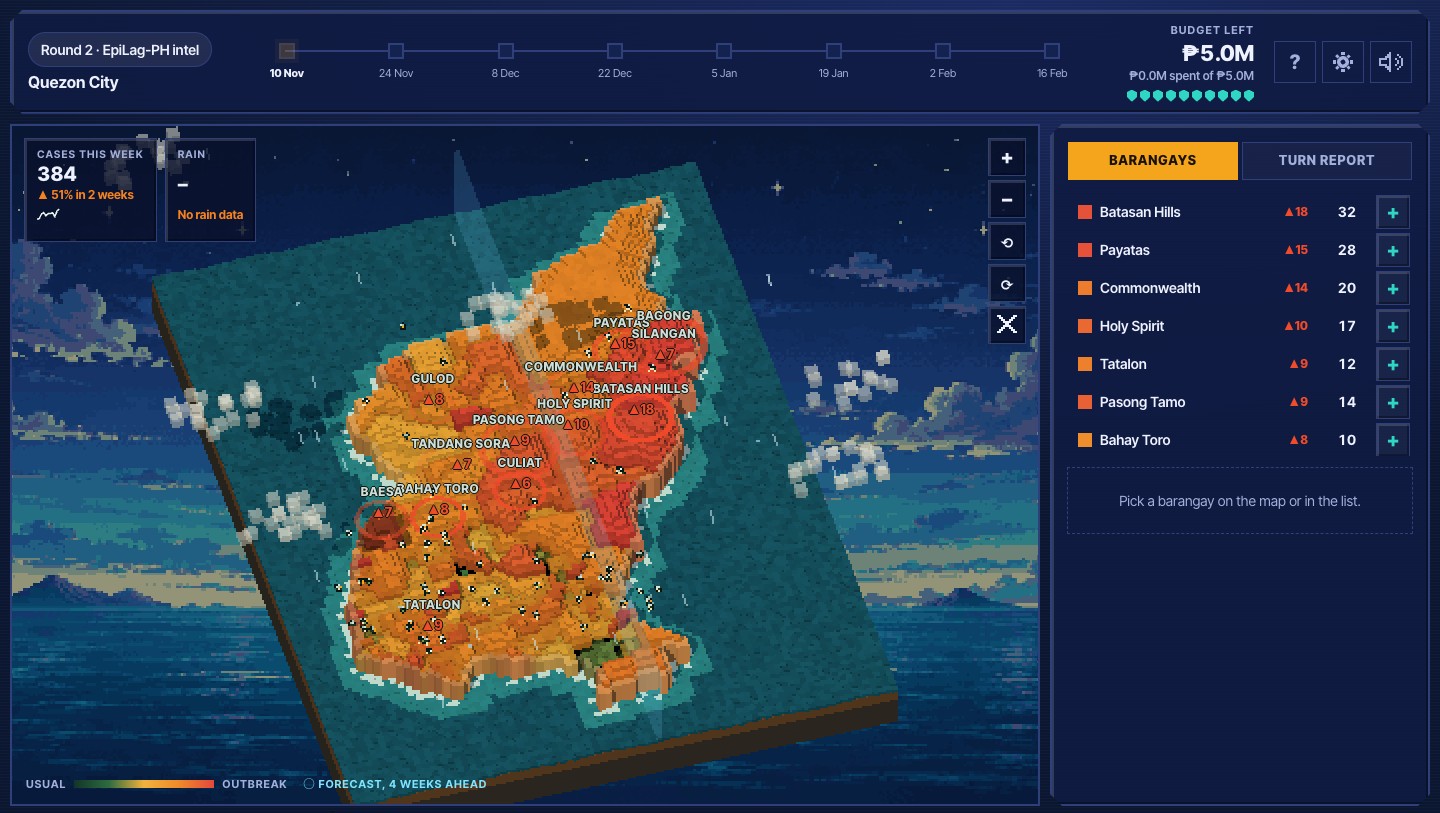 Round 2 · EpiLag-PH intel
Quezon City
10 Nov
24 Nov
8 Dec
22 Dec
5 Jan
19 Jan
2 Feb
16 Feb
BUDGET LEFT
₱5.0M
₱0.0M spent of ₱5.0M
?
CASES THIS WEEK
384
▲ 51% in 2 weeks
RAIN
–
No rain data
+
−
⟲
⟳
PAYATAS
▲15
BAGONG
SILANGAN
▲7
COMMONWEALTH
▲14
BATASAN HILLS
▲18
GULOD
▲8
HOLY SPIRIT
▲10
PASONG TAMO
▲9
TANDANG SORA
▲7
CULIAT
▲6
BAESA
▲7
BAHAY TORO
▲8
TATALON
▲9
USUAL
OUTBREAK
FORECAST, 4 WEEKS AHEAD
BARANGAYS
TURN REPORT
Batasan Hills ▲18 32 +
Payatas ▲15 28 +
Commonwealth ▲14 20 +
Holy Spirit ▲10 17 +
Tatalon ▲9 12 +
Pasong Tamo ▲9 14 +
Bahay Toro ▲8 10 +
Pick a barangay on the map or in the list.